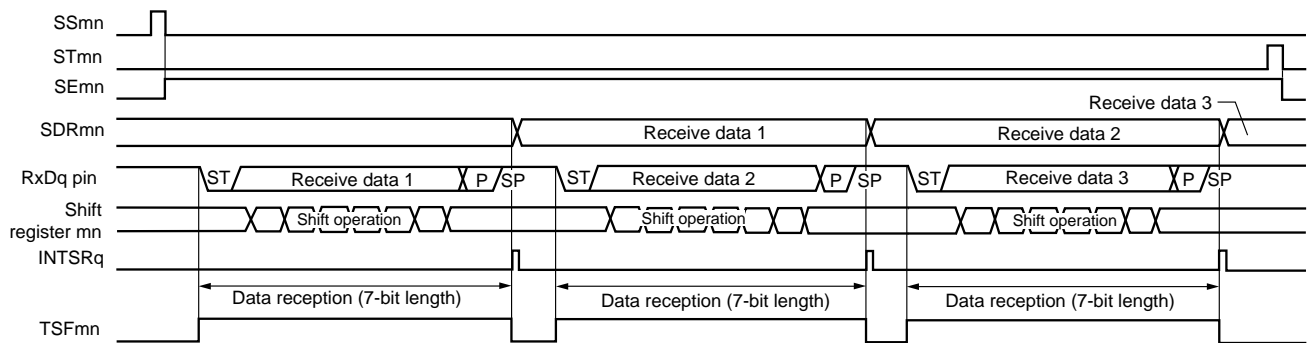 SSmn
STmn
SEmn
Receive data 3
SDRmn
Receive data 1
Receive data 2
RxDq pin
ST
Receive data 1
P
SP
ST
Receive data 2
P
SP
ST
Receive data 3
P
SP
Shift
register mn
Shift operation
Shift operation
Shift operation
INTSRq
Data reception (7-bit length)
Data reception (7-bit length)
Data reception (7-bit length)
TSFmn